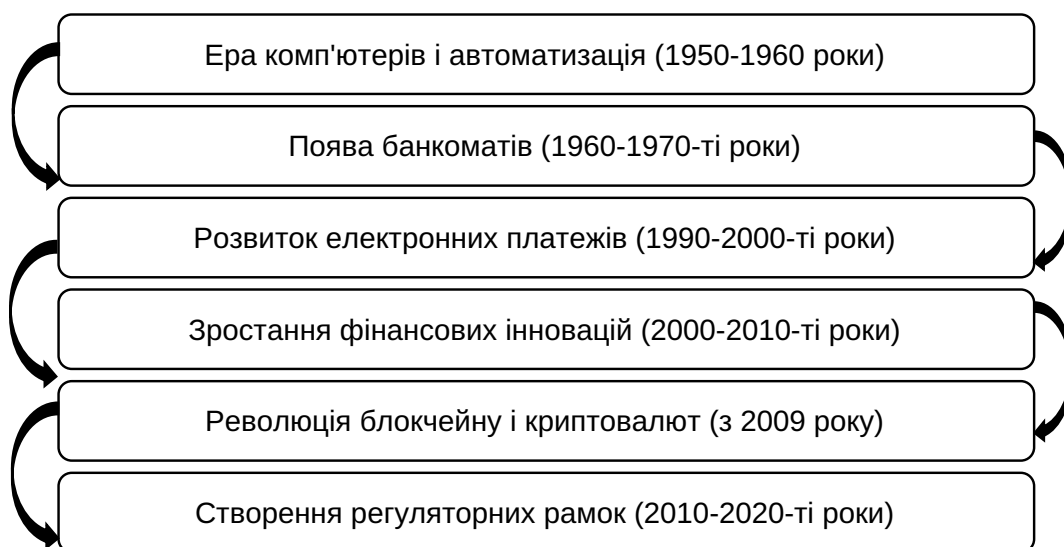 Ера комп'ютерів і автоматизація (1950-1960 роки)
Поява банкоматів (1960-1970-ті роки)
Розвиток електронних платежів (1990-2000-ті роки)
Зростання фінансових інновацій (2000-2010-ті роки)
Революція блокчейну і криптовалют (з 2009 року)
Створення регуляторних рамок (2010-2020-ті роки)